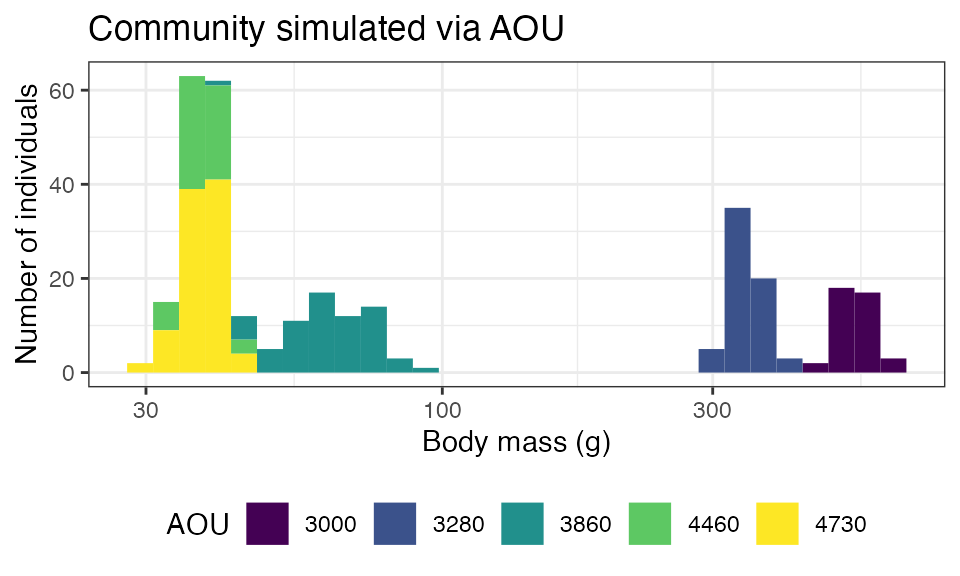 Community simulated via AOU
Number of individuals
60
40
20
0
30 100 300
Body mass (g)
AOU 3000 3280 3860 4460 4730